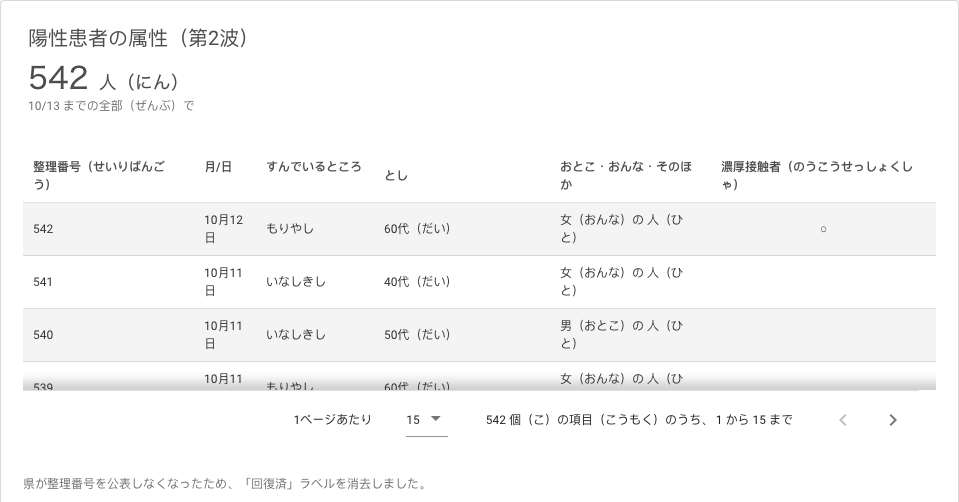 陽性患者の属性（第2波）
542 人（にん）
10/13 までの全部（ぜんぶ）で
整理番号（せいりばんごう） 月/日 すんでいるところ とし おとこ・おんな・そのほか 濃厚接触者（のうこうせっしょくしゃ）
542 10月12日 もりやし 60代（だい） 女（おんな）の 人（ひと） ○
541 10月11日 いなしきし 40代（だい） 女（おんな）の 人（ひと）
540 10月11日 いなしきし 50代（だい） 男（おとこ）の 人（ひと）
539 10月11 もりやし 60代（だい） 女（おんな）の 人（ひ
1ページあたり 15 542 個（こ）の項目（こうもく）のうち、1 から 15 まで
県が整理番号を公表しなくなったため、「回復済」ラベルを消去しました。